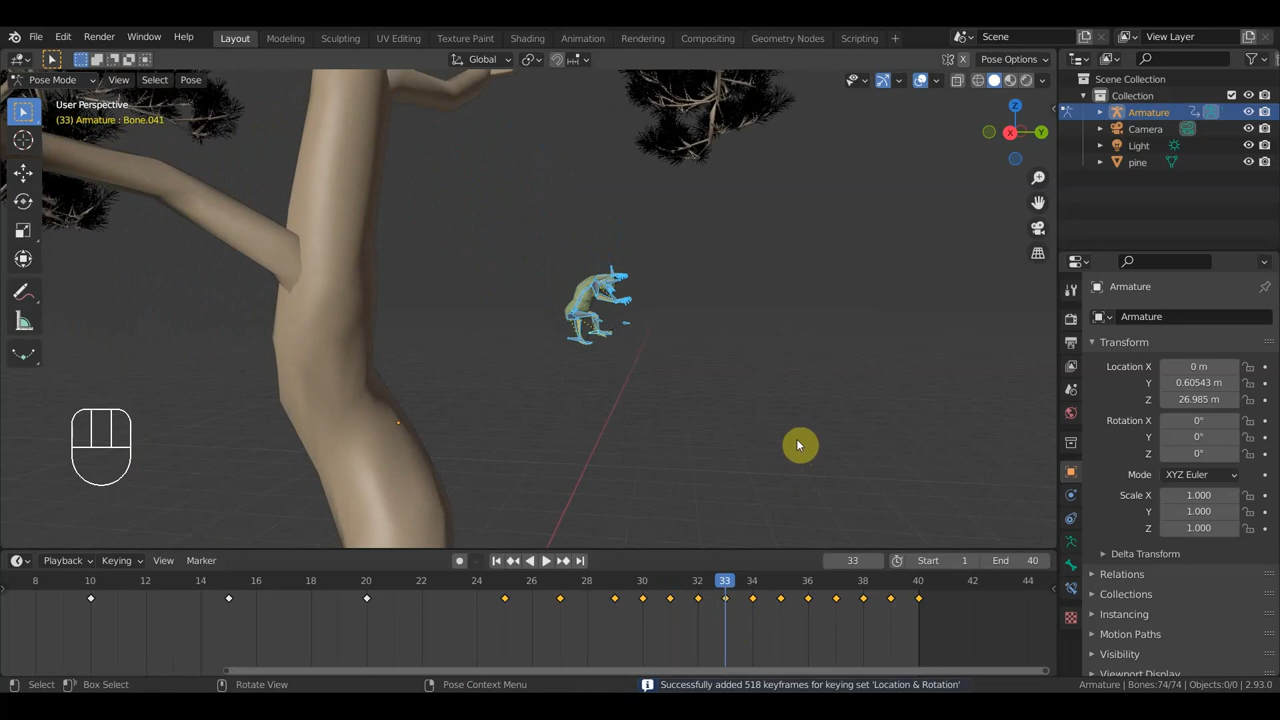 File Edit Render Window Help Layout Modeling Sculpting UV Editing Texture Paint Shading Animation Rendering Compositing Geometry Nodes Scripting + Scene View Layer
Global Pose Options
Pose Mode View Select Pose
User Perspective
(33) Armature : Bone.041
Z
X
Y
Scene Collection
Collection
Armature
Camera
Light
pine
Armature
Armature
Transform
Location X 0 m
Y 0.60543 m
Z 26.985 m
Rotation X 0°
Y 0°
Z 0°
Mode XYZ Euler
Scale X 1.000
Y 1.000
Z 1.000
Delta Transform
Relations
Collections
Instancing
Motion Paths
Visibility
Viewport Display
Playback Keying View Marker 33 Start 1 End 40
8 10 12 14 16 18 20 22 24 26 28 30 32 33 34 36 38 40 42 44
Select Box Select Rotate View Pose Context Menu Successfully added 518 keyframes for keying set 'Location & Rotation' Armature | Bones:74/74 | Objects:0/0 | 2.93.0